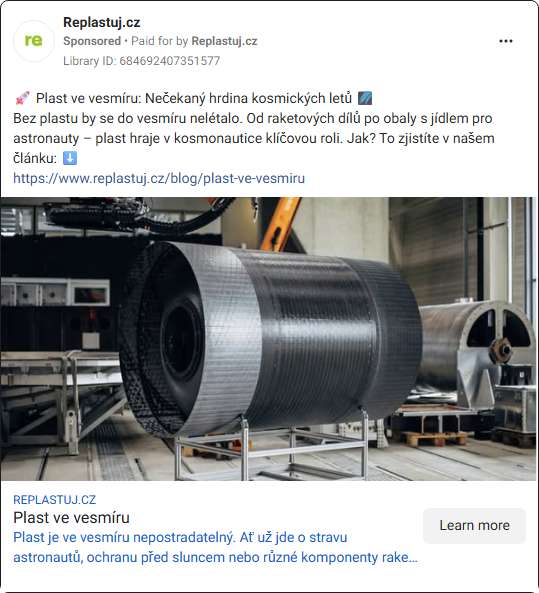 re
Replastuj.cz
Sponsored • Paid for by Replastuj.cz
Library ID: 684692407351577
🚀 Plast ve vesmíru: Nečekaný hrdina kosmických letů 🌌
Bez plastu by se do vesmíru nelétalo. Od raketových dílů po obaly s jídlem pro
astronauty – plast hraje v kosmonautice klíčovou roli. Jak? To zjistíte v našem
článku: ⬇️
https://www.replastuj.cz/blog/plast-ve-vesmiru
REPLASTUJ.CZ
Plast ve vesmíru
Learn more
Plast je ve vesmíru nepostradatelný. Ať už jde o stravu
astronautů, ochranu před sluncem nebo různé komponenty rake...